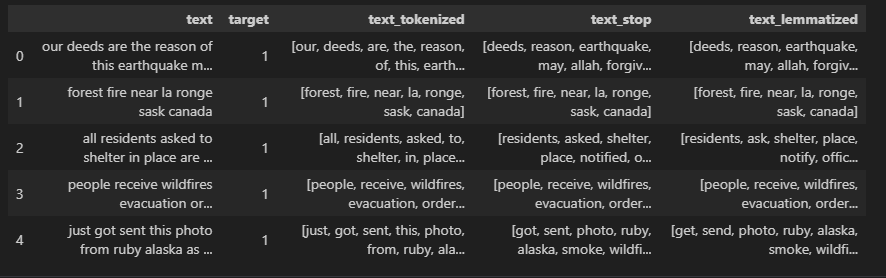 text target text_tokenized text_stop text_lemmatized
our deeds are the reason of [our, deeds, are, the, reason, [deeds, reason, earthquake, [deeds, reason, earthquake,
0 1
this earthquake m... of, this, earth... may, allah, forgiv... may, allah, forgiv...
forest fire near la ronge [forest, fire, near, la, ronge, [forest, fire, near, la, ronge, [forest, fire, near, la, ronge,
1 1
sask canada sask, canada] sask, canada] sask, canada]
all residents asked to [all, residents, asked, to, [residents, asked, shelter, [residents, ask, shelter, place,
2 1
shelter in place are ... shelter, in, place... place, notified, o... notify, offic...
people receive wildfires [people, receive, wildfires, [people, receive, wildfires, [people, receive, wildfires,
3 1
evacuation or... evacuation, order... evacuation, order... evacuation, order...
just got sent this photo [just, got, sent, this, photo, [got, sent, photo, ruby, [get, send, photo, ruby, alaska,
4 1
from ruby alaska as ... from, ruby, ala... alaska, smoke, wildfi... smoke, wildfi...